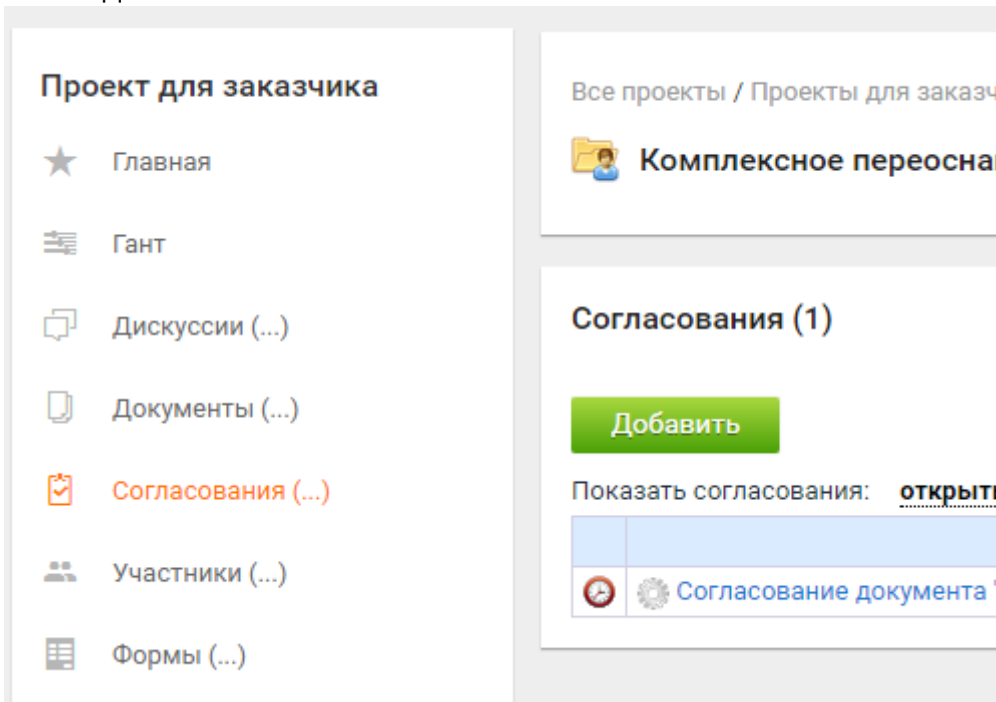 Проект для заказчика
Главная
Гант
Дискуссии (...)
Документы (...)
Согласования (...)
Участники (...)
Формы (...)
Все проекты / Проекты для заказч
Комплексное переосна
Согласования (1)
Добавить
Показать согласования: открыт
Согласование документа "